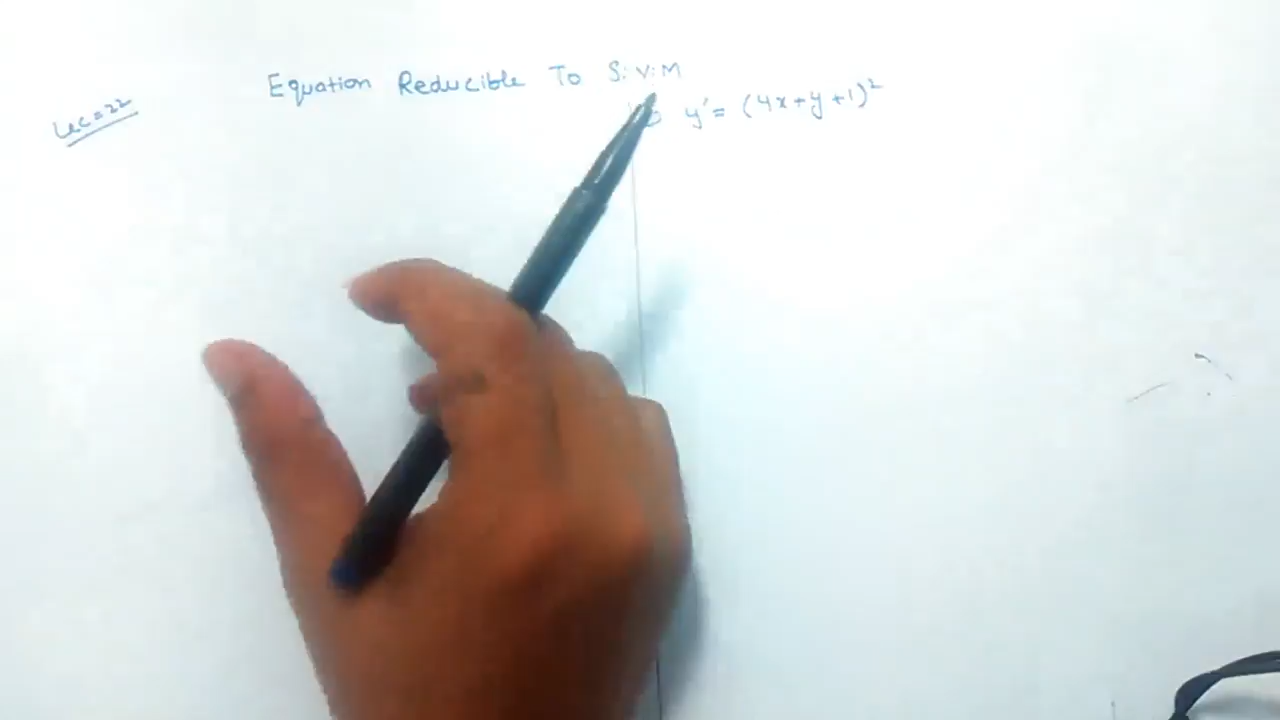 Equation Reducible To S.V.M
Lec=22
y'= (4x+y+1)²